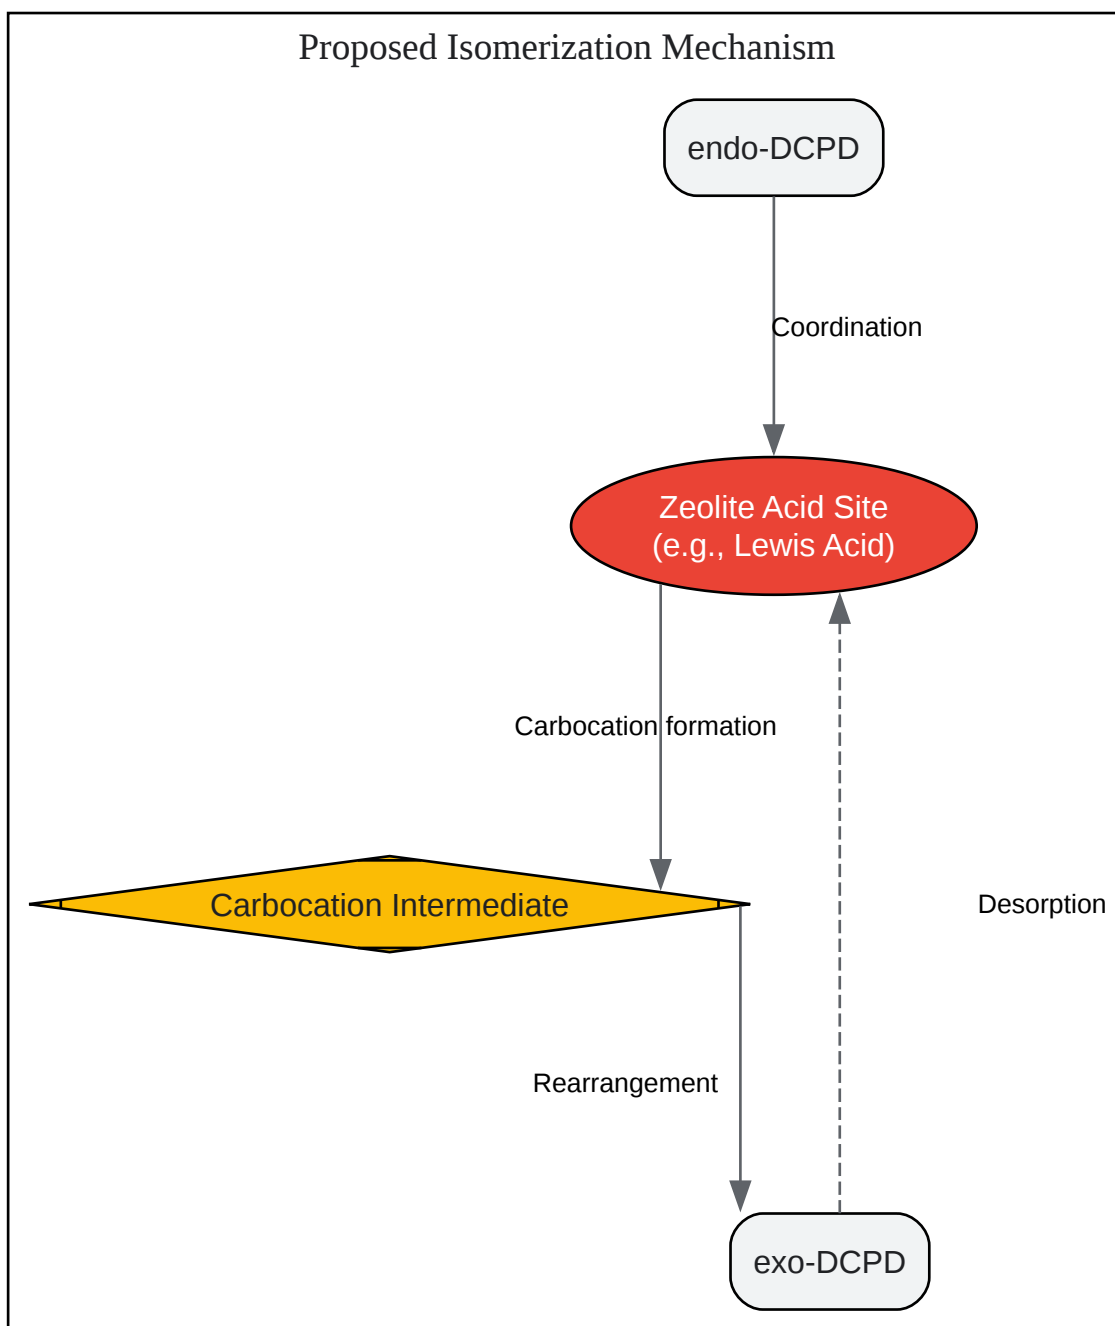 Proposed Isomerization Mechanism
endo-DCPD
Coordination
Zeolite Acid Site
(e.g., Lewis Acid)
Carbocation formation
Carbocation Intermediate
Desorption
Rearrangement
exo-DCPD